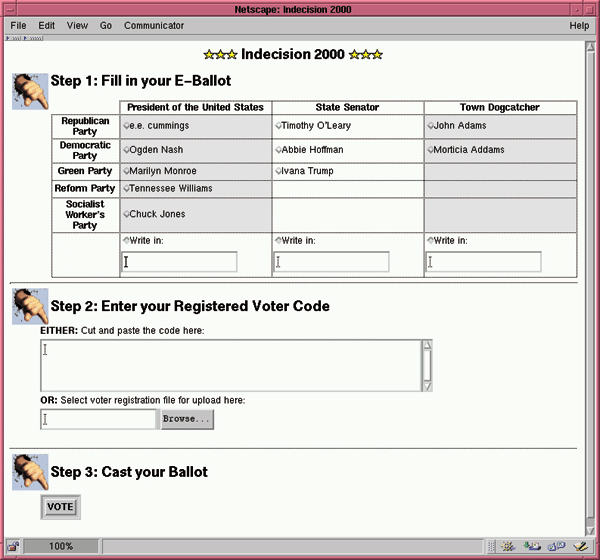 Netscape: Indecision 2000
File Edit View Go Communicator Help
Indecision 2000
Step 1: Fill in your E-Ballot
President of the United States State Senator Town Dogcatcher
Republican Party e.e. cummings Timothy O'Leary John Adams
Democratic Party Ogden Nash Abbie Hoffman Morticia Addams
Green Party Marilyn Monroe Ivana Trump
Reform Party Tennessee Williams
Socialist Worker's Party Chuck Jones
Write in: Write in: Write in:
Step 2: Enter your Registered Voter Code
EITHER: Cut and paste the code here:
OR: Select voter registration file for upload here:
Browse...
Step 3: Cast your Ballot
VOTE
100%